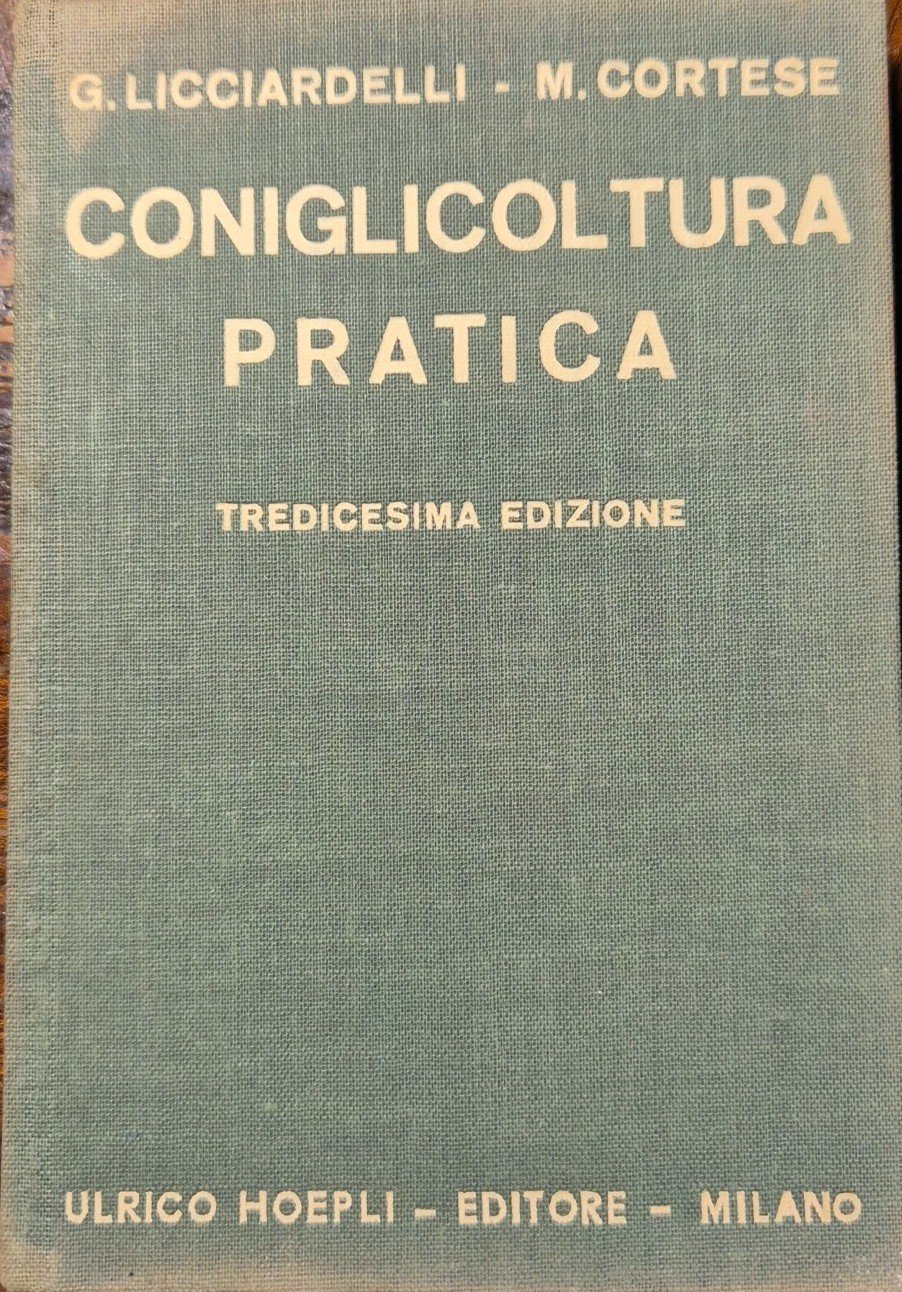 G. LICCIARDELLI - M. CORTESE
CONIGLICOLTURA
PRATICA
TREDICESIMA EDIZIONE
ULRICO HOEPLI - EDITORE - MILANO